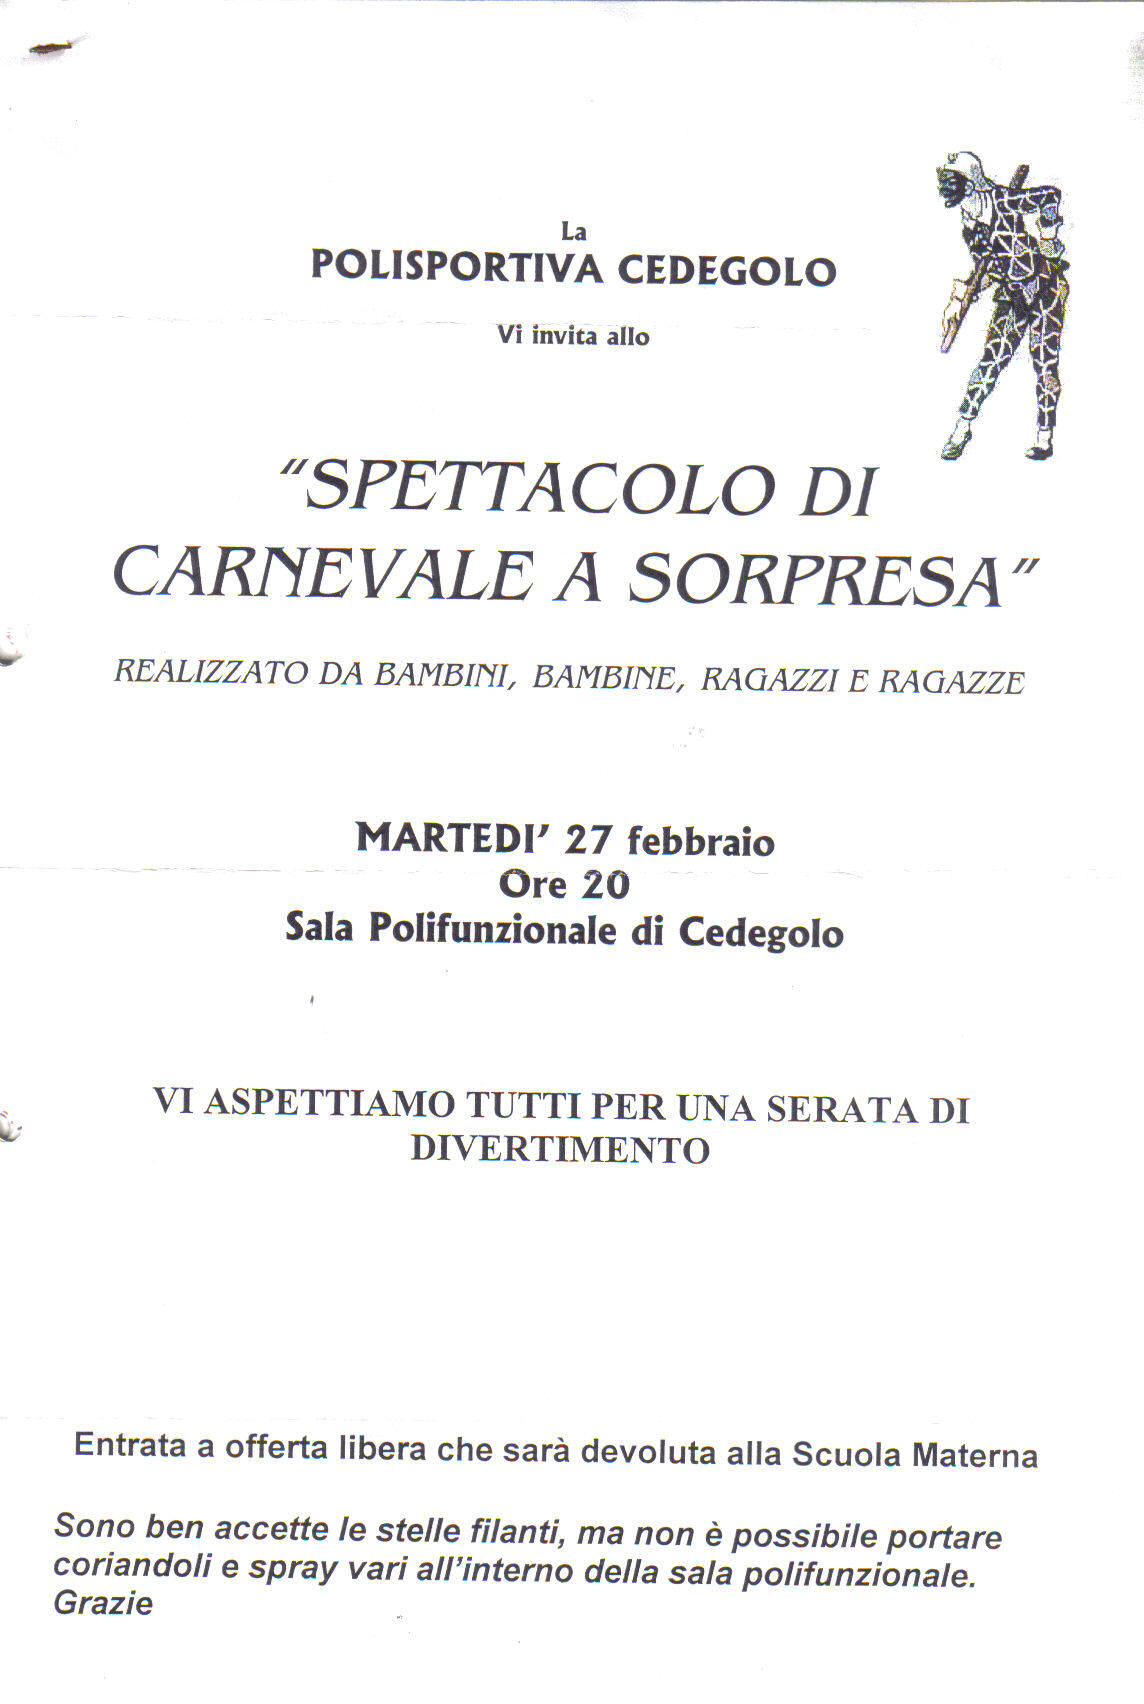 La
POLISPORTIVA CEDEGOLO
Vi invita allo
"SPETTACOLO DI
CARNEVALE A SORPRESA"
REALIZZATO DA BAMBINI, BAMBINE, RAGAZZI E RAGAZZE
MARTEDI' 27 febbraio
Ore 20
Sala Polifunzionale di Cedegolo
VI ASPETTIAMO TUTTI PER UNA SERATA DI
DIVERTIMENTO
Entrata a offerta libera che sarà devoluta alla Scuola Materna
Sono ben accette le stelle filanti, ma non è possibile portare
coriandoli e spray vari all'interno della sala polifunzionale.
Grazie